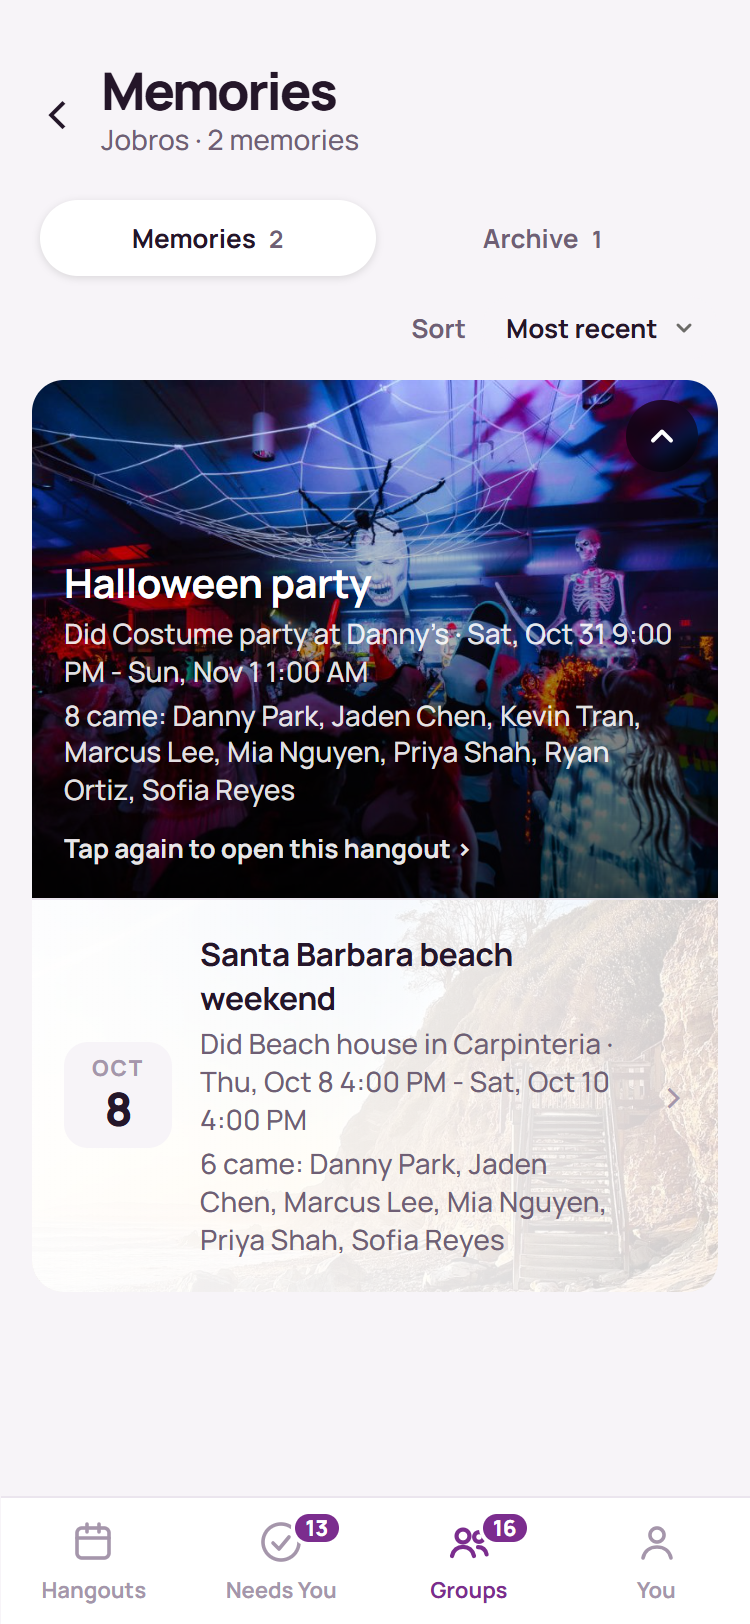 Memories
Jobros · 2 memories
Memories 2
Archive 1
Sort Most recent
Halloween party
Did Costume party at Danny's · Sat, Oct 31 9:00
PM - Sun, Nov 1 1:00 AM
8 came: Danny Park, Jaden Chen, Kevin Tran,
Marcus Lee, Mia Nguyen, Priya Shah, Ryan
Ortiz, Sofia Reyes
Tap again to open this hangout ›
OCT
8
Santa Barbara beach
weekend
Did Beach house in Carpinteria ·
Thu, Oct 8 4:00 PM - Sat, Oct 10
4:00 PM
6 came: Danny Park, Jaden
Chen, Marcus Lee, Mia Nguyen,
Priya Shah, Sofia Reyes
Hangouts
13
Needs You
16
Groups
You